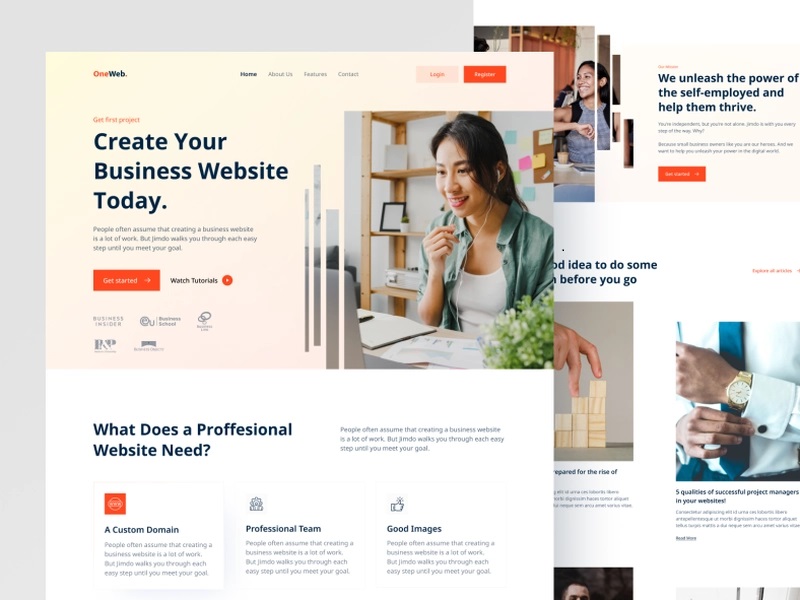 OneWeb.
Home
About Us
Features
Contact
Login
Register
Get first project
Create Your
Business Website
Today.
People often assume that creating a business website
is a lot of work. But Jimdo walks you through each easy
step until you meet your goal.
Get started
Watch Tutorials
BUSINESS
INSIDER
Business
School
What Does a Proffesional
Website Need?
People often assume that creating a business website
is a lot of work. But Jimdo walks you through each easy
step until you meet your goal.
A Custom Domain
People often assume that creating a
business website is a lot of work.
But Jimdo walks you through each
easy step until you meet your goal.
Professional Team
People often assume that creating a
business website is a lot of work.
But Jimdo walks you through each
easy step until you meet your goal.
Good Images
People often assume that creating a
business website is a lot of work.
But Jimdo walks you through each
easy step until you meet your goal.
We unleash the power of
the self-employed and
help them thrive.
You're independent, but you're not alone. Jimdo is with you every
step of the way. Why?
Because small business owners like you are our heroes. And we
want to help you unleash your power in the digital world.
Get started
idea to do some
before you go
Explore all articles
for the rise of
5 qualities of successful project managers
in your websites!
Read More